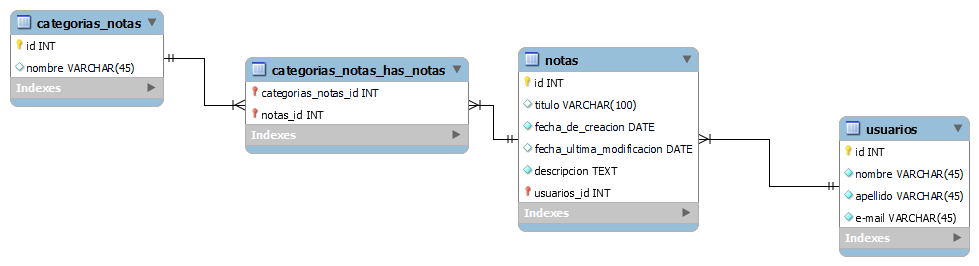 categorias_notas
id INT
nombre VARCHAR(45)
Indexes
categorias_notas_has_notas
categorias_notas_id INT
notas_id INT
Indexes
notas
id INT
titulo VARCHAR(100)
fecha_de_creacion DATE
fecha_ultima_modificacion DATE
descripcion TEXT
usuarios_id INT
Indexes
usuarios
id INT
nombre VARCHAR(45)
apellido VARCHAR(45)
e-mail VARCHAR(45)
Indexes